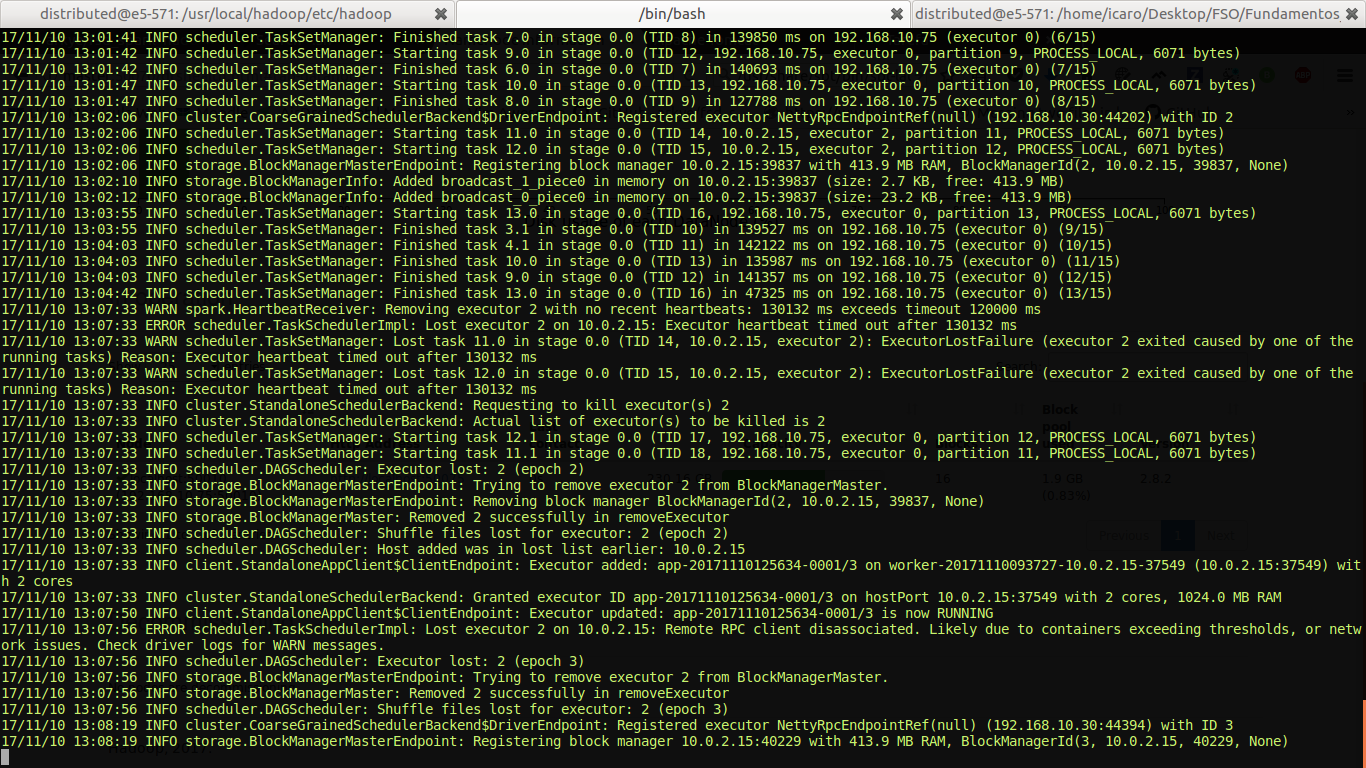 distributed@e5-571: /usr/local/hadoop/etc/hadoop
/bin/bash
distributed@e5-571: /home/icaro/Desktop/FSO/Fundamentos_
17/11/10 13:01:41 INFO scheduler.TaskSetManager: Finished task 7.0 in stage 0.0 (TID 8) in 139850 ms on 192.168.10.75 (executor 0) (6/15)
17/11/10 13:01:42 INFO scheduler.TaskSetManager: Starting task 9.0 in stage 0.0 (TID 12, 192.168.10.75, executor 0, partition 9, PROCESS_LOCAL, 6071 bytes)
17/11/10 13:01:42 INFO scheduler.TaskSetManager: Finished task 6.0 in stage 0.0 (TID 7) in 140693 ms on 192.168.10.75 (executor 0) (7/15)
17/11/10 13:01:47 INFO scheduler.TaskSetManager: Starting task 10.0 in stage 0.0 (TID 13, 192.168.10.75, executor 0, partition 10, PROCESS_LOCAL, 6071 bytes)
17/11/10 13:01:47 INFO scheduler.TaskSetManager: Finished task 8.0 in stage 0.0 (TID 9) in 127788 ms on 192.168.10.75 (executor 0) (8/15)
17/11/10 13:02:06 INFO cluster.CoarseGrainedSchedulerBackend$DriverEndpoint: Registered executor NettyRpcEndpointRef(null) (192.168.10.30:44202) with ID 2
17/11/10 13:02:06 INFO scheduler.TaskSetManager: Starting task 11.0 in stage 0.0 (TID 14, 10.0.2.15, executor 2, partition 11, PROCESS_LOCAL, 6071 bytes)
17/11/10 13:02:06 INFO scheduler.TaskSetManager: Starting task 12.0 in stage 0.0 (TID 15, 10.0.2.15, executor 2, partition 12, PROCESS_LOCAL, 6071 bytes)
17/11/10 13:02:06 INFO storage.BlockManagerMasterEndpoint: Registering block manager 10.0.2.15:39837 with 413.9 MB RAM, BlockManagerId(2, 10.0.2.15, 39837, None)
17/11/10 13:02:10 INFO storage.BlockManagerInfo: Added broadcast_1_piece0 in memory on 10.0.2.15:39837 (size: 2.7 KB, free: 413.9 MB)
17/11/10 13:02:12 INFO storage.BlockManagerInfo: Added broadcast_0_piece0 in memory on 10.0.2.15:39837 (size: 23.2 KB, free: 413.9 MB)
17/11/10 13:03:55 INFO scheduler.TaskSetManager: Starting task 13.0 in stage 0.0 (TID 16, 192.168.10.75, executor 0, partition 13, PROCESS_LOCAL, 6071 bytes)
17/11/10 13:03:55 INFO scheduler.TaskSetManager: Finished task 3.1 in stage 0.0 (TID 10) in 139527 ms on 192.168.10.75 (executor 0) (9/15)
17/11/10 13:04:03 INFO scheduler.TaskSetManager: Finished task 4.1 in stage 0.0 (TID 11) in 142122 ms on 192.168.10.75 (executor 0) (10/15)
17/11/10 13:04:03 INFO scheduler.TaskSetManager: Finished task 10.0 in stage 0.0 (TID 13) in 135987 ms on 192.168.10.75 (executor 0) (11/15)
17/11/10 13:04:03 INFO scheduler.TaskSetManager: Finished task 9.0 in stage 0.0 (TID 12) in 141357 ms on 192.168.10.75 (executor 0) (12/15)
17/11/10 13:04:42 INFO scheduler.TaskSetManager: Finished task 13.0 in stage 0.0 (TID 16) in 47325 ms on 192.168.10.75 (executor 0) (13/15)
17/11/10 13:07:33 WARN spark.HeartbeatReceiver: Removing executor 2 with no recent heartbeats: 130132 ms exceeds timeout 120000 ms
17/11/10 13:07:33 ERROR scheduler.TaskSchedulerImpl: Lost executor 2 on 10.0.2.15: Executor heartbeat timed out after 130132 ms
17/11/10 13:07:33 WARN scheduler.TaskSetManager: Lost task 11.0 in stage 0.0 (TID 14, 10.0.2.15, executor 2): ExecutorLostFailure (executor 2 exited caused by one of the
running tasks) Reason: Executor heartbeat timed out after 130132 ms
17/11/10 13:07:33 WARN scheduler.TaskSetManager: Lost task 12.0 in stage 0.0 (TID 15, 10.0.2.15, executor 2): ExecutorLostFailure (executor 2 exited caused by one of the
running tasks) Reason: Executor heartbeat timed out after 130132 ms
17/11/10 13:07:33 INFO cluster.StandaloneSchedulerBackend: Requesting to kill executor(s) 2
17/11/10 13:07:33 INFO cluster.StandaloneSchedulerBackend: Actual list of executor(s) to be killed is 2
17/11/10 13:07:33 INFO scheduler.TaskSetManager: Starting task 12.1 in stage 0.0 (TID 17, 192.168.10.75, executor 0, partition 12, PROCESS_LOCAL, 6071 bytes)
17/11/10 13:07:33 INFO scheduler.TaskSetManager: Starting task 11.1 in stage 0.0 (TID 18, 192.168.10.75, executor 0, partition 11, PROCESS_LOCAL, 6071 bytes)
17/11/10 13:07:33 INFO scheduler.DAGScheduler: Executor lost: 2 (epoch 2)
17/11/10 13:07:33 INFO storage.BlockManagerMasterEndpoint: Trying to remove executor 2 from BlockManagerMaster.
17/11/10 13:07:33 INFO storage.BlockManagerMasterEndpoint: Removing block manager BlockManagerId(2, 10.0.2.15, 39837, None)
17/11/10 13:07:33 INFO storage.BlockManagerMaster: Removed 2 successfully in removeExecutor
17/11/10 13:07:33 INFO scheduler.DAGScheduler: Shuffle files lost for executor: 2 (epoch 2)
17/11/10 13:07:33 INFO scheduler.DAGScheduler: Host added was in lost list earlier: 10.0.2.15
17/11/10 13:07:33 INFO client.StandaloneAppClient$ClientEndpoint: Executor added: app-20171110125634-0001/3 on worker-20171110093727-10.0.2.15-37549 (10.0.2.15:37549) wit
h 2 cores
17/11/10 13:07:33 INFO cluster.StandaloneSchedulerBackend: Granted executor ID app-20171110125634-0001/3 on hostPort 10.0.2.15:37549 with 2 cores, 1024.0 MB RAM
17/11/10 13:07:50 INFO client.StandaloneAppClient$ClientEndpoint: Executor updated: app-20171110125634-0001/3 is now RUNNING
17/11/10 13:07:56 ERROR scheduler.TaskSchedulerImpl: Lost executor 2 on 10.0.2.15: Remote RPC client disassociated. Likely due to containers exceeding thresholds, or netw
ork issues. Check driver logs for WARN messages.
17/11/10 13:07:56 INFO scheduler.DAGScheduler: Executor lost: 2 (epoch 3)
17/11/10 13:07:56 INFO storage.BlockManagerMasterEndpoint: Trying to remove executor 2 from BlockManagerMaster.
17/11/10 13:07:56 INFO storage.BlockManagerMaster: Removed 2 successfully in removeExecutor
17/11/10 13:07:56 INFO scheduler.DAGScheduler: Shuffle files lost for executor: 2 (epoch 3)
17/11/10 13:08:19 INFO cluster.CoarseGrainedSchedulerBackend$DriverEndpoint: Registered executor NettyRpcEndpointRef(null) (192.168.10.30:44394) with ID 3
17/11/10 13:08:19 INFO storage.BlockManagerMasterEndpoint: Registering block manager 10.0.2.15:40229 with 413.9 MB RAM, BlockManagerId(3, 10.0.2.15, 40229, None)
Block
pool
16
1.9 GB
(0.83%)
2.8.2
Previous
1
Next